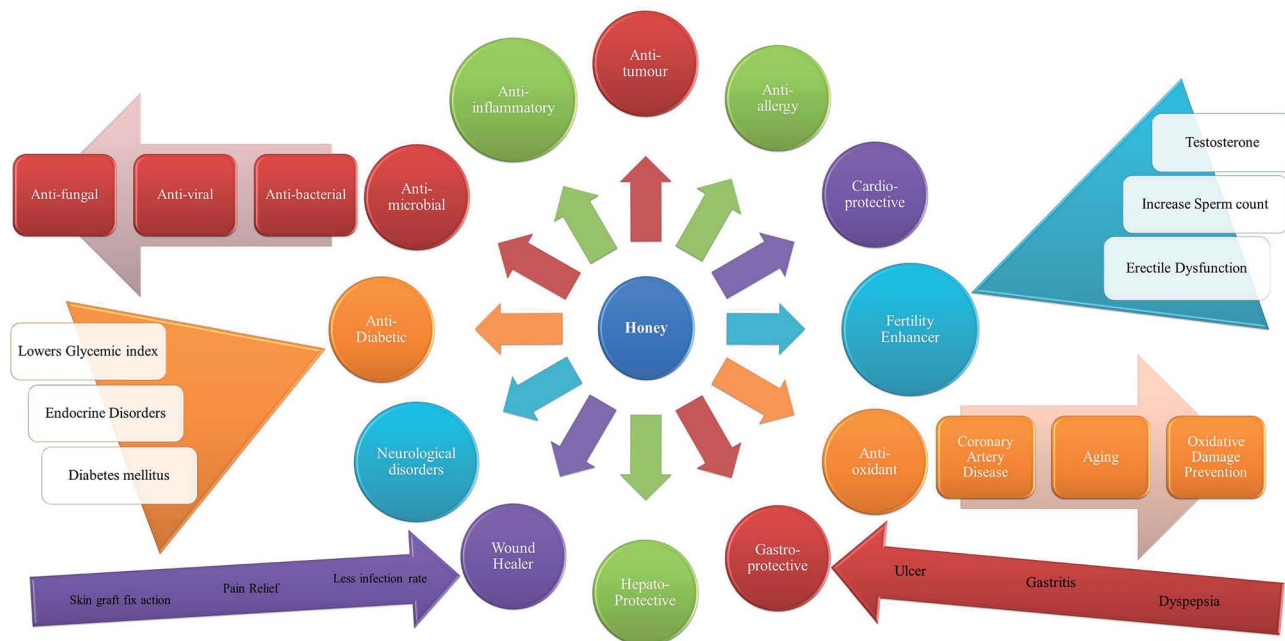 Anti-
tumour
Anti-
inflammatory
Anti-
allergy
Testosterone
Increase Sperm count
Erectile Dysfunction
Anti-fungal
Anti-viral
Anti-bacterial
Anti-
microbial
Cardio-
protective
Honey
Anti-
Diabetic
Fertility
Enhancer
Lowers Glycemic index
Endocrine Disorders
Diabetes mellitus
Neurological
disorders
Anti-
oxidant
Coronary
Artery
Disease
Aging
Oxidative
Damage
Prevention
Wound
Healer
Skin graft fix action
Pain Relief
Less infection rate
Hepato-
Protective
Gastro-
protective
Ulcer
Gastritis
Dyspepsia